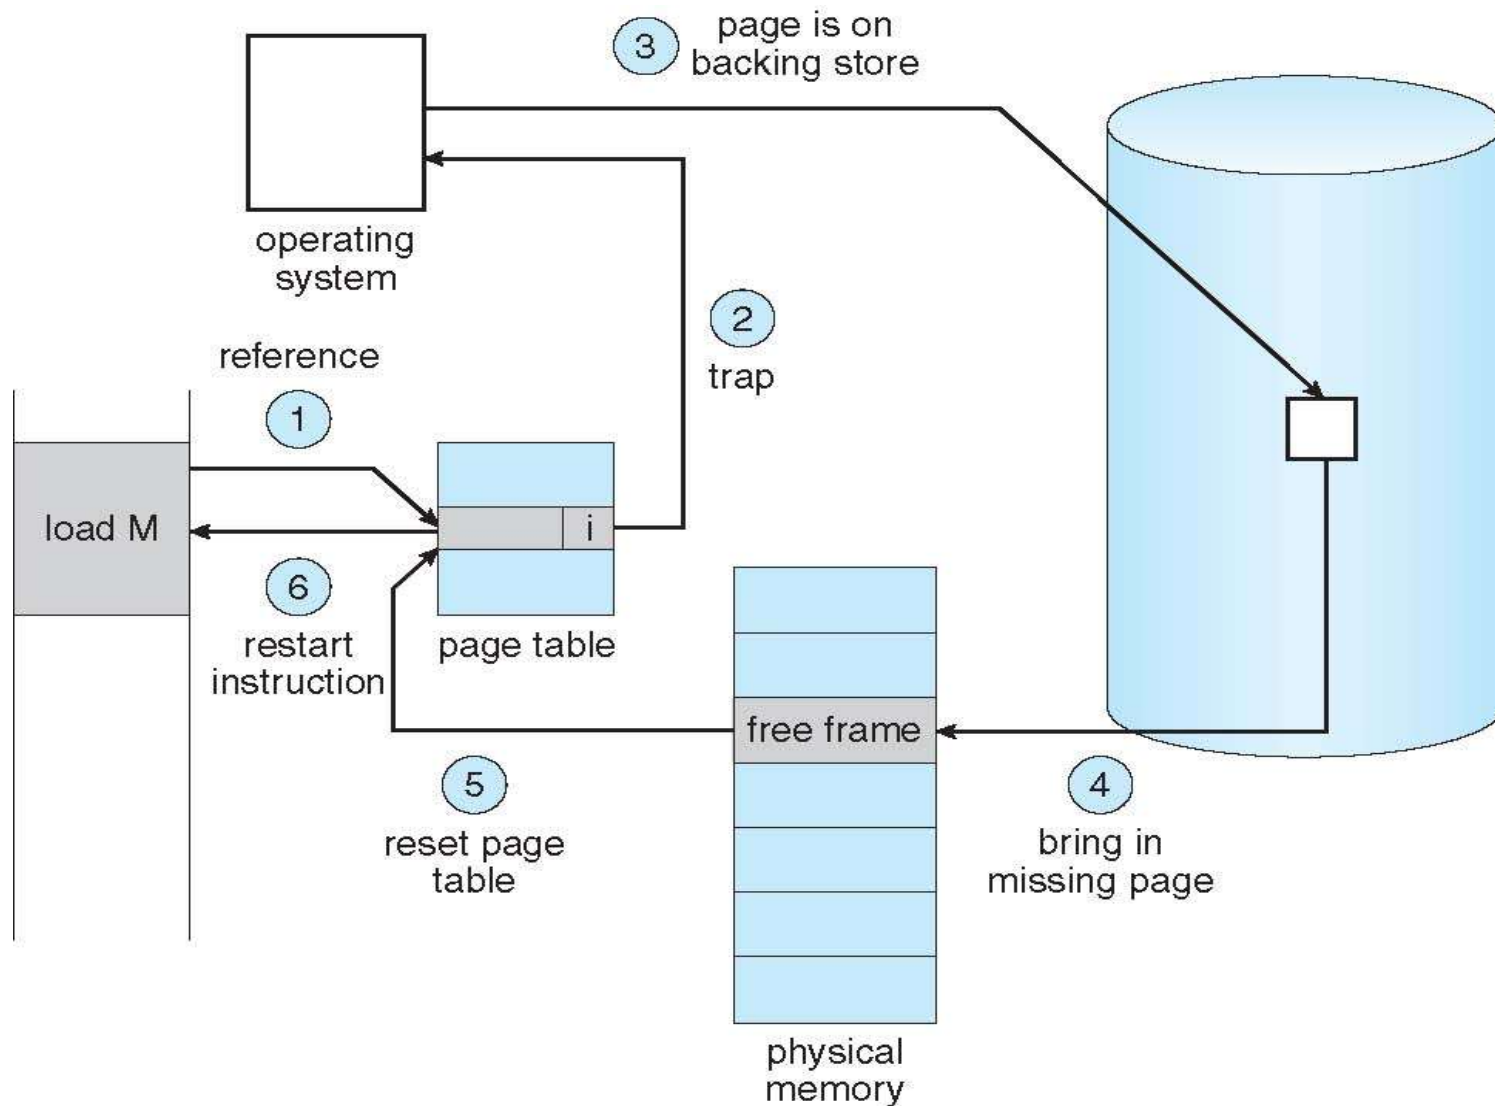 3
page is on
backing store
operating
system
2
trap
reference
1
load M
i
6
restart
instruction
page table
free frame
5
reset page
table
4
bring in
missing page
physical
memory